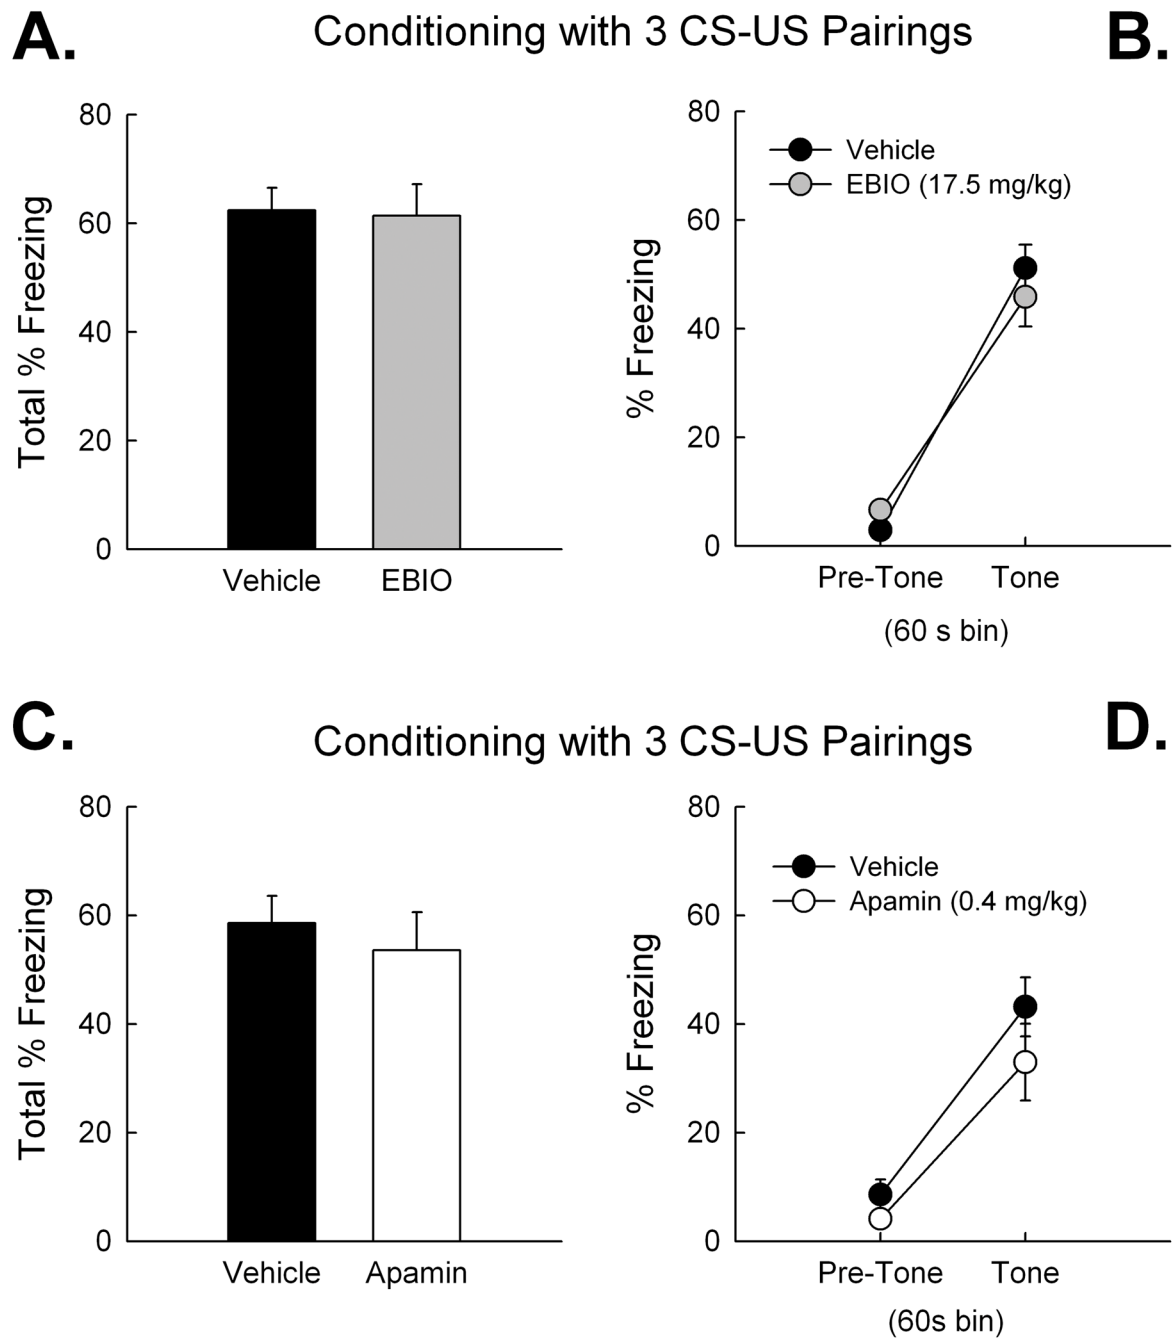 A.
Conditioning with 3 CS-US Pairings
B.
Total % Freezing
80
60
40
20
0
Vehicle
EBIO
% Freezing
80
60
40
20
0
Vehicle
EBIO (17.5 mg/kg)
Pre-Tone
Tone
(60 s bin)
C.
Conditioning with 3 CS-US Pairings
D.
Total % Freezing
80
60
40
20
0
Vehicle
Apamin
% Freezing
80
60
40
20
0
Vehicle
Apamin (0.4 mg/kg)
Pre-Tone
Tone
(60s bin)